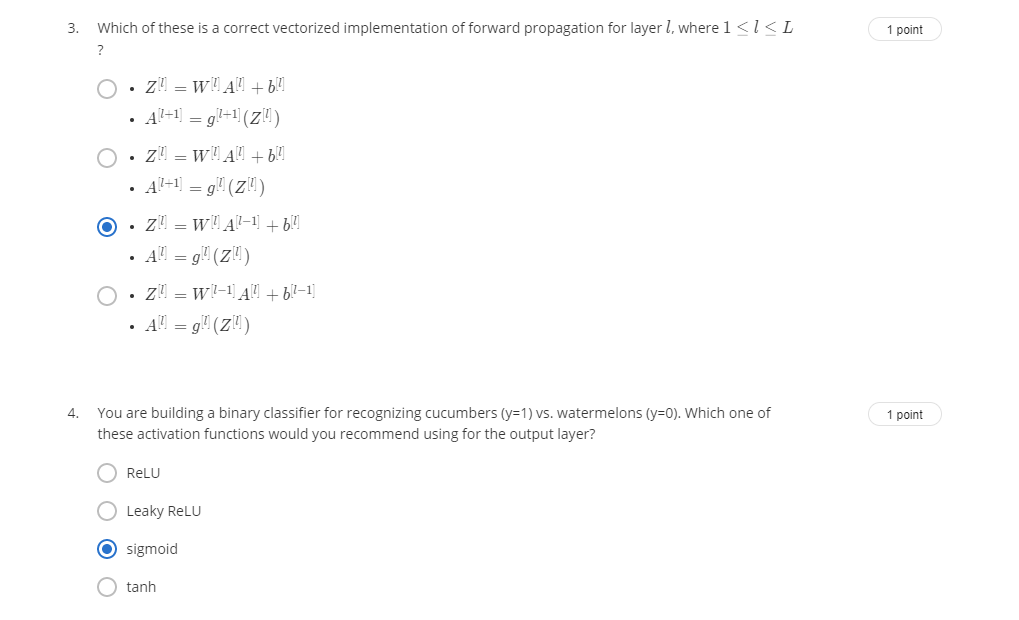 3. Which of these is a correct vectorized implementation of forward propagation for layer l, where 1 ≤ l ≤ L 1 point
?
• Z^[l] = W^[l] A^[l] + b^[l]
• A^[l+1] = g^[l+1] (Z^[l])
• Z^[l] = W^[l] A^[l] + b^[l]
• A^[l+1] = g^[l] (Z^[l])
• Z^[l] = W^[l] A^[l−1] + b^[l]
• A^[l] = g^[l] (Z^[l])
• Z^[l] = W^[l−1] A^[l] + b^[l−1]
• A^[l] = g^[l] (Z^[l])
4. You are building a binary classifier for recognizing cucumbers (y=1) vs. watermelons (y=0). Which one of 1 point
these activation functions would you recommend using for the output layer?
ReLU
Leaky ReLU
sigmoid
tanh